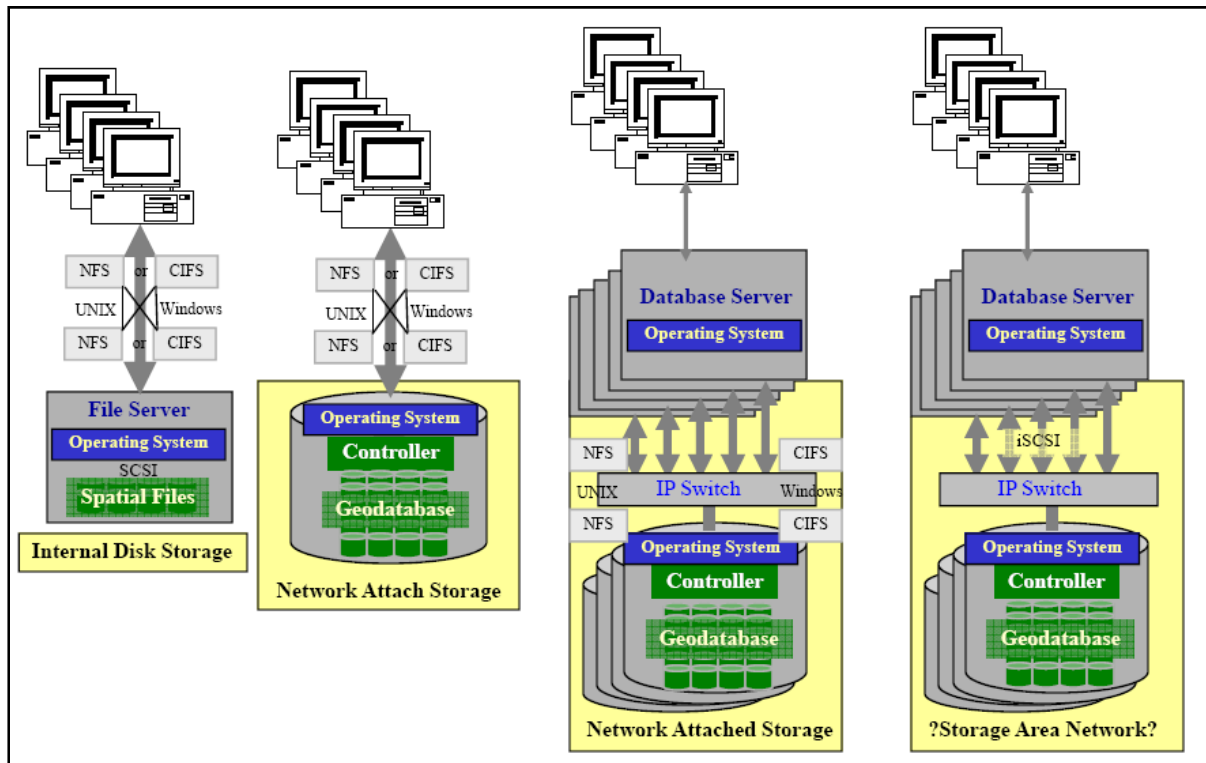 NFS or CIFS
UNIX Windows
NFS or CIFS
File Server
Operating System
SCSI
Spatial Files
Internal Disk Storage
NFS or CIFS
UNIX Windows
NFS or CIFS
Operating System
Controller
Geodatabase
Network Attach Storage
Database Server
Operating System
NFS CIFS
UNIX IP Switch Windows
NFS CIFS
Operating System
Controller
Geodatabase
Network Attached Storage
Database Server
Operating System
iSCSI
IP Switch
Operating System
Controller
Geodatabase
?Storage Area Network?